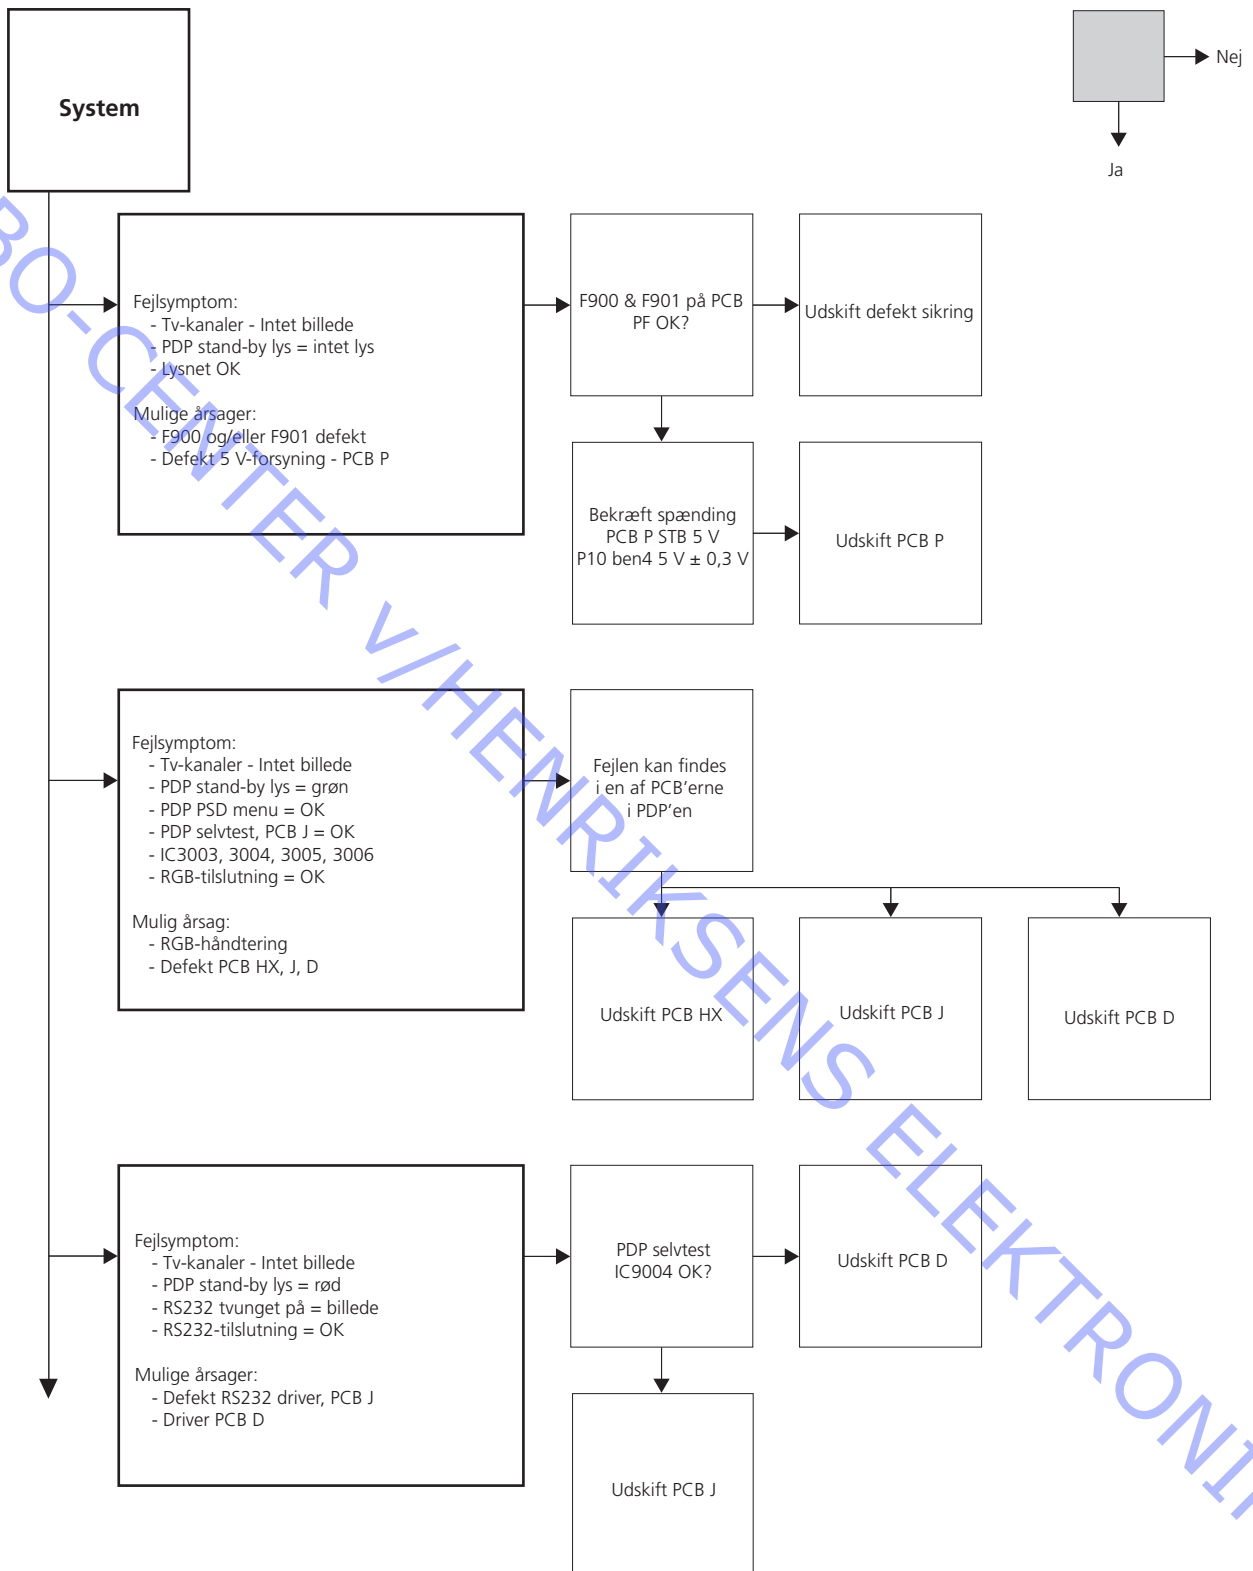 System
Nej
Ja
Fejlsymptom:
- Tv-kanaler - Intet billede
- PDP stand-by lys = intet lys
- Lysnet OK
Mulige årsager:
- F900 og/eller F901 defekt
- Defekt 5 V-forsyning - PCB P
F900 & F901 på PCB
PF OK?
Udskift defekt sikring
Bekræft spænding
PCB P STB 5 V
P10 ben4 5 V ± 0,3 V
Udskift PCB P
Fejlsymptom:
- Tv-kanaler - Intet billede
- PDP stand-by lys = grøn
- PDP PSD menu = OK
- PDP selvtest, PCB J = OK
- IC3003, 3004, 3005, 3006
- RGB-tilslutning = OK
Mulig årsag:
- RGB-håndtering
- Defekt PCB HX, J, D
Fejlen kan findes
i en af PCB’erne
i PDP’en
Udskift PCB HX
Udskift PCB J
Udskift PCB D
Fejlsymptom:
- Tv-kanaler - Intet billede
- PDP stand-by lys = rød
- RS232 tvunget på = billede
- RS232-tilslutning = OK
Mulige årsager:
- Defekt RS232 driver, PCB J
- Driver PCB D
PDP selvtest
IC9004 OK?
Udskift PCB D
Udskift PCB J
BO-CENTER v/HENRIKSENS ELEKTRONI